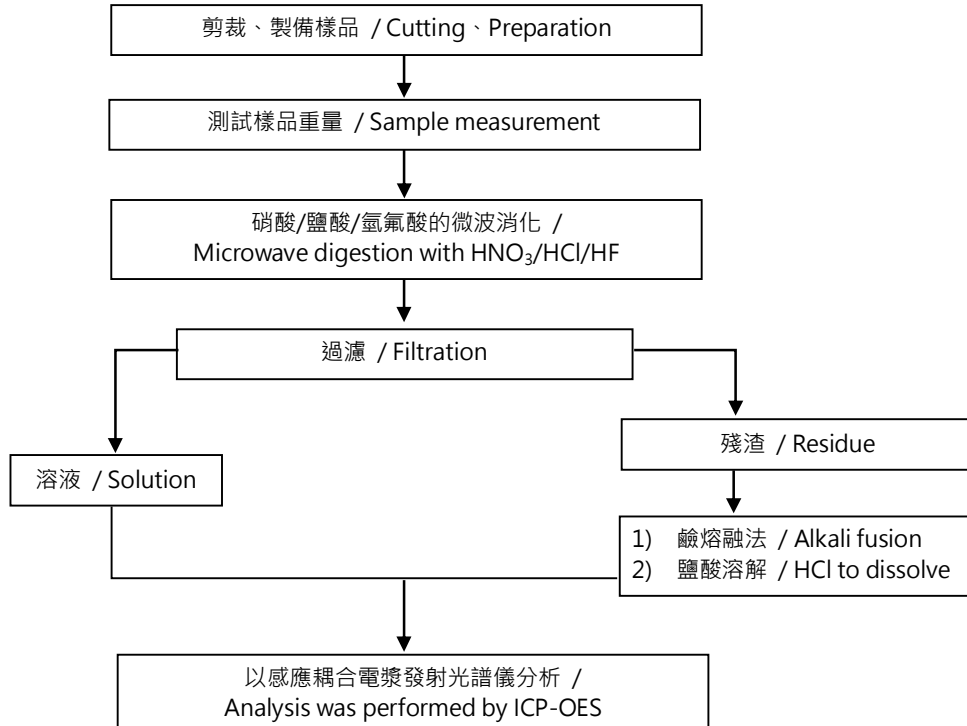 剪裁、製備樣品 / Cutting、Preparation
測試樣品重量 / Sample measurement
硝酸/鹽酸/氫氟酸的微波消化 /
Microwave digestion with HNO₃/HCl/HF
過濾 / Filtration
溶液 / Solution
殘渣 / Residue
1) 鹼熔融法 / Alkali fusion
2) 鹽酸溶解 / HCl to dissolve
以感應耦合電漿發射光譜儀分析 /
Analysis was performed by ICP-OES